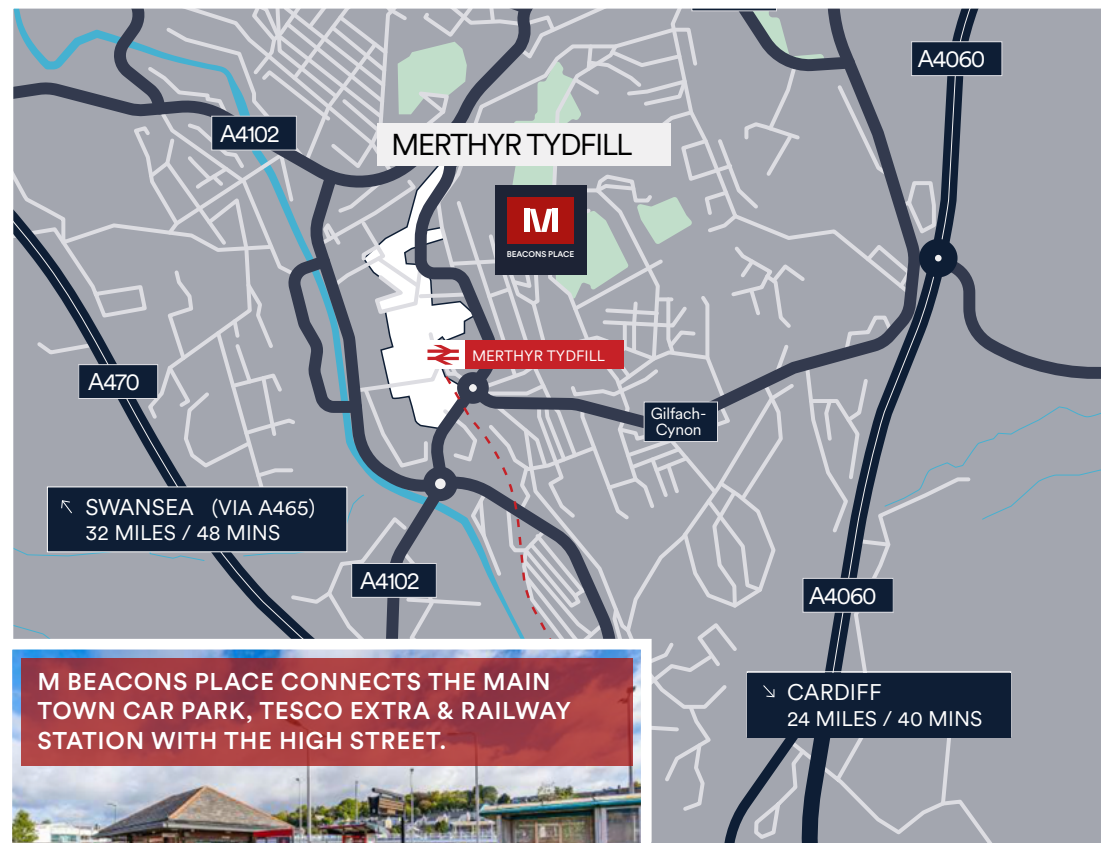 A4060
A4102
MERTHYR TYDFILL
M
BEACONS PLACE
MERTHYR TYDFILL
A470
Gilfach-
Cynon
SWANSEA (VIA A465)
32 MILES / 48 MINS
A4102
A4060
CARDIFF
24 MILES / 40 MINS
M BEACONS PLACE CONNECTS THE MAIN
TOWN CAR PARK, TESCO EXTRA & RAILWAY
STATION WITH THE HIGH STREET.